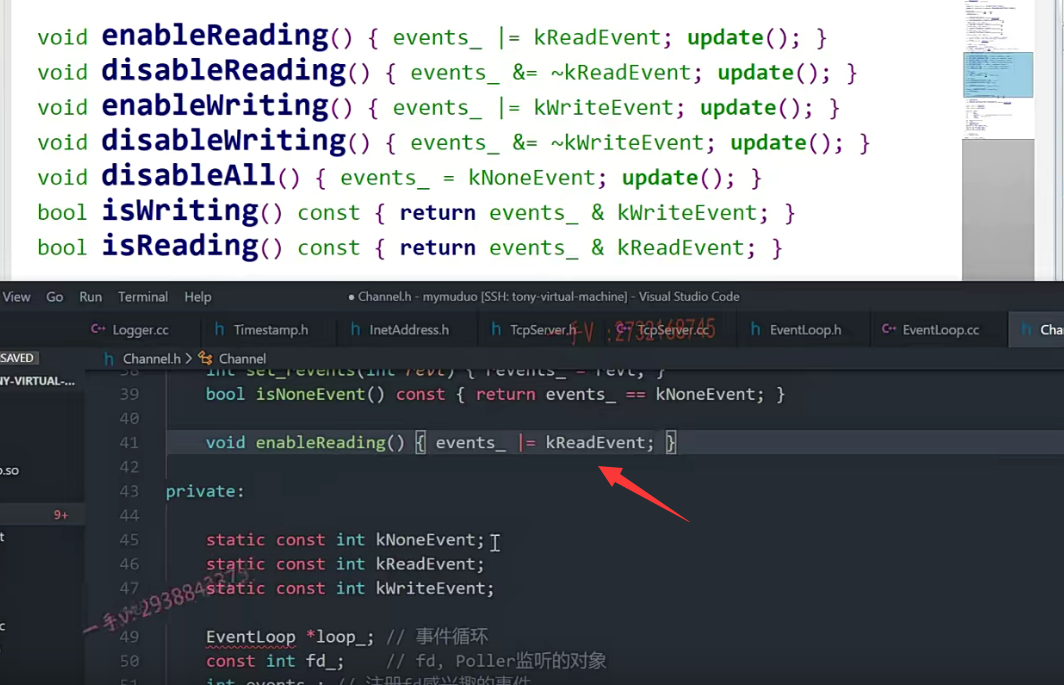 void enableReading() { events_ |= kReadEvent; update(); }
void disableReading() { events_ &= ~kReadEvent; update(); }
void enableWriting() { events_ |= kWriteEvent; update(); }
void disableWriting() { events_ &= ~kWriteEvent; update(); }
void disableAll() { events_ = kNoneEvent; update(); }
bool isWriting() const { return events_ & kWriteEvent; }
bool isReading() const { return events_ & kReadEvent; }
View Go Run Terminal Help ● Channel.h - mymuduo [SSH: tony-virtual-machine] - Visual Studio Code
Logger.cc Timestamp.h InetAddress.h TcpServer.h TcpServer.cc EventLoop.h EventLoop.cc Cha
一手V :2732168745
SAVED Channel.h > Channel
NY-VIRTUAL-...
38 int set_revents(int revt) { revents_ = revt; }
39 bool isNoneEvent() const { return events_ == kNoneEvent; }
40
41 void enableReading() { events_ |= kReadEvent; }
42
o.so
43 private:
44
9+
45 static const int kNoneEvent;
46 static const int kReadEvent;
47 static const int kWriteEvent;
一手V:2938843275
49 EventLoop *loop_; // 事件循环
50 const int fd_; // fd, Poller监听的对象
51 int events_; // 注册fd感兴趣的事件